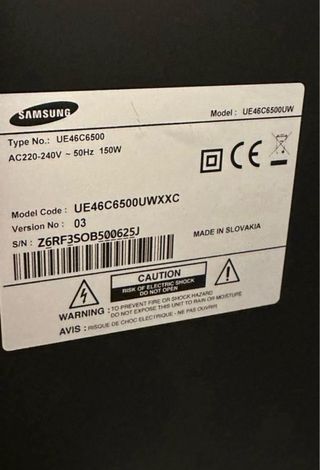 SAMSUNG
Model : UE46C6500UW
Type No.: UE46C6500
AC220-240V ~ 50Hz 150W
Model Code : UE46C6500UWXXC
Version No : 03
S/N : Z6RF3SOB500625J
MADE IN SLOVAKIA
CAUTION
RISK OF ELECTRIC SHOCK
DO NOT OPEN
WARNING : TO PREVENT FIRE OR SHOCK HAZARD
DO NOT EXPOSE THIS UNIT TO RAIN OR MOISTURE
AVIS : RISQUE DE CHOC ELECTRIQUE - NE PAS OUVRIR